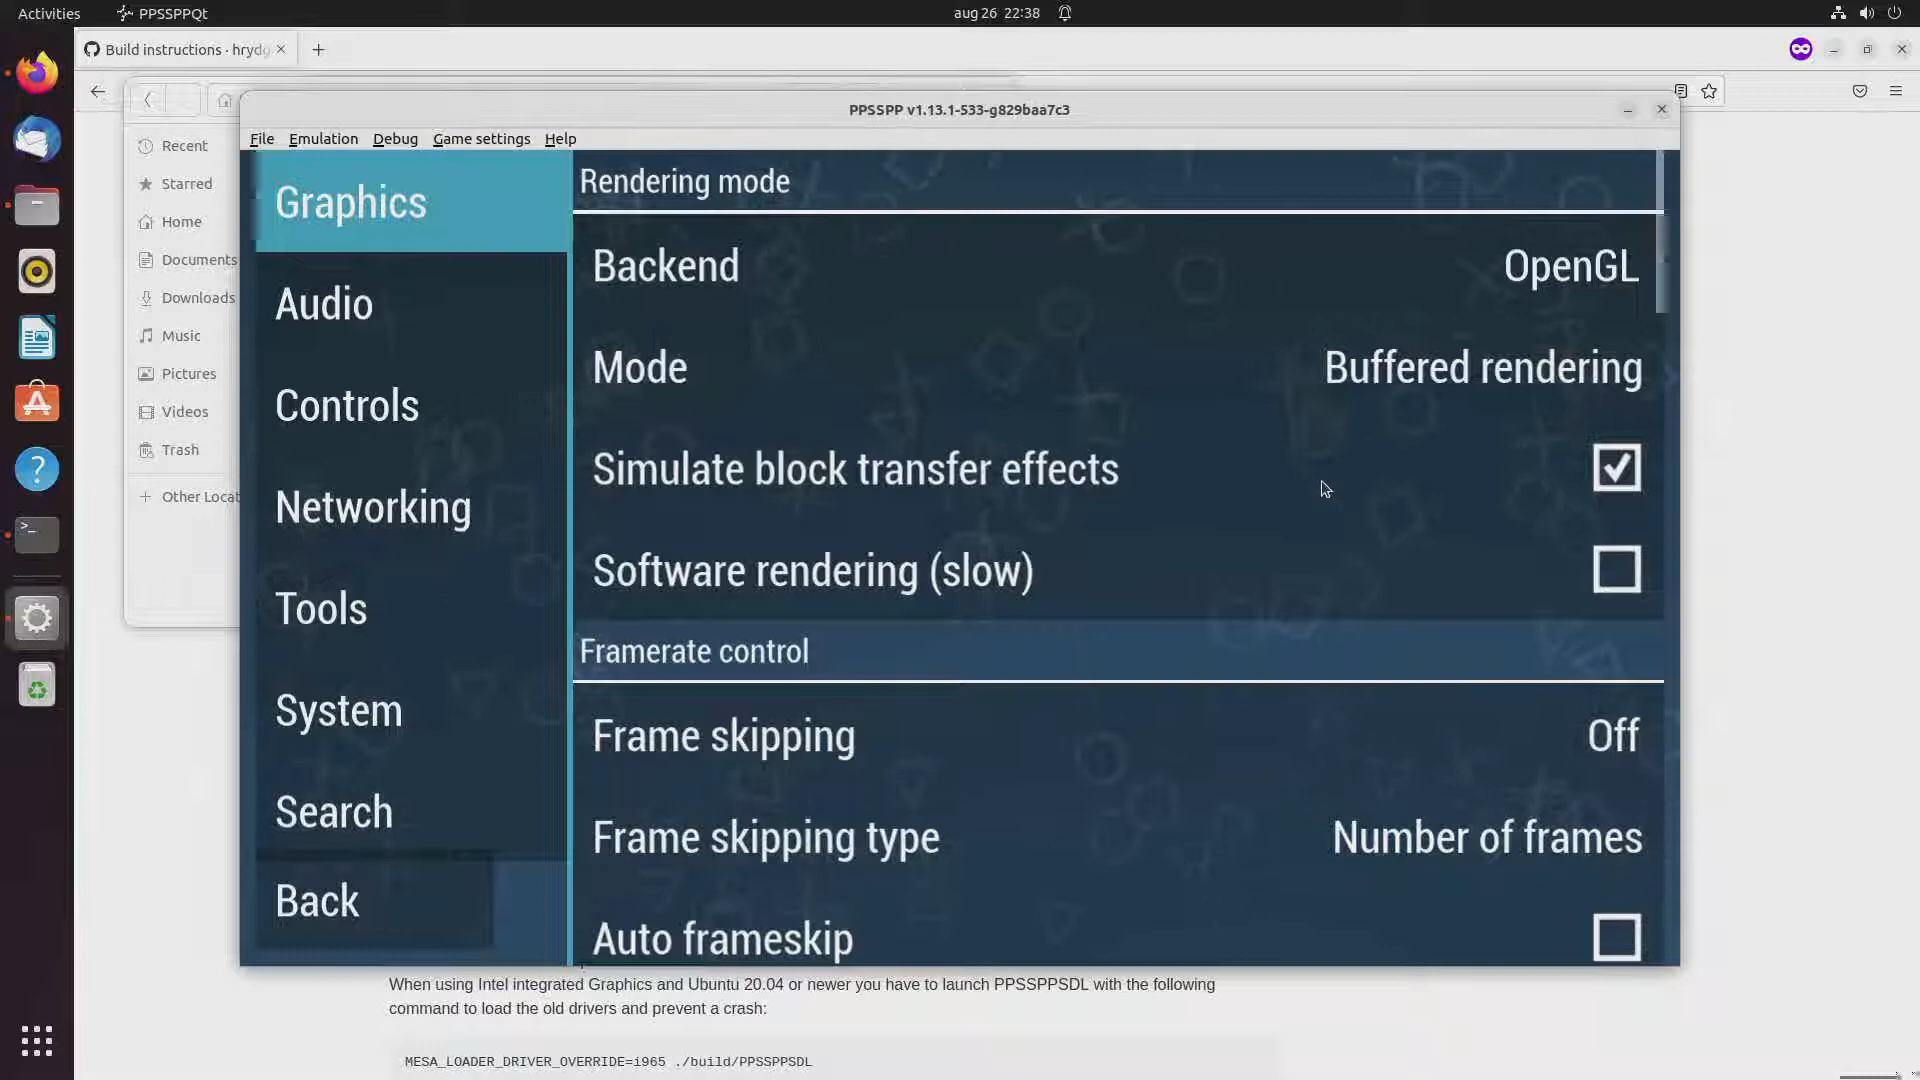 Activities
PPSSPPQt
aug 26 22:38
Build instructions · hrydg
PPSSPP v1.13.1-533-g829baa7c3
File Emulation Debug Game settings Help
Recent
Starred
Home
Documents
Downloads
Music
Pictures
Videos
Trash
Other Locat
Graphics
Audio
Controls
Networking
Tools
System
Search
Back
Rendering mode
Backend OpenGL
Mode Buffered rendering
Simulate block transfer effects
Software rendering (slow)
Framerate control
Frame skipping Off
Frame skipping type Number of frames
Auto frameskip
When using Intel integrated Graphics and Ubuntu 20.04 or newer you have to launch PPSSPPSDL with the following
command to load the old drivers and prevent a crash:
MESA_LOADER_DRIVER_OVERRIDE=i965 ./build/PPSSPPSDL